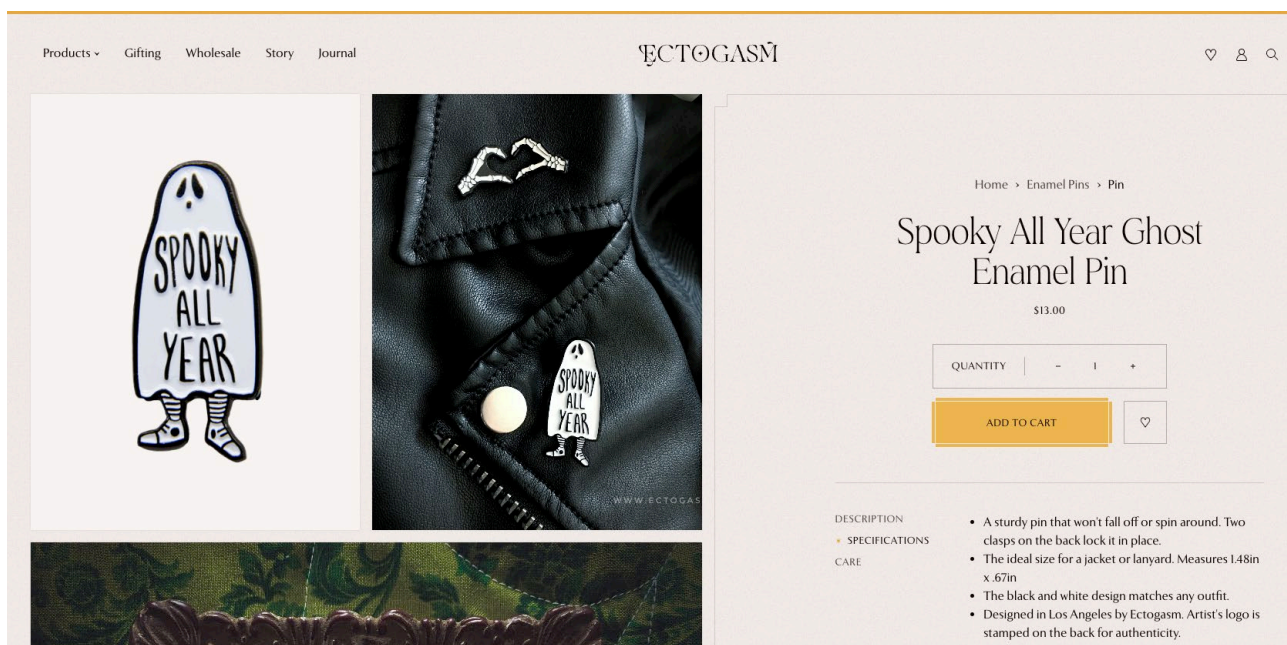 Products
Gifting
Wholesale
Story
Journal
ECTOGASM
SPOOKY
ALL
YEAR
SPOOKY
ALL
YEAR
WWW.ECTOGAS
Home › Enamel Pins › Pin
Spooky All Year Ghost
Enamel Pin
$13.00
QUANTITY
− 1 +
ADD TO CART
DESCRIPTION
SPECIFICATIONS
CARE
• A sturdy pin that won't fall off or spin around. Two
clasps on the back lock it in place.
• The ideal size for a jacket or lanyard. Measures 1.48in
x .67in
• The black and white design matches any outfit.
• Designed in Los Angeles by Ectogasm. Artist's logo is
stamped on the back for authenticity.